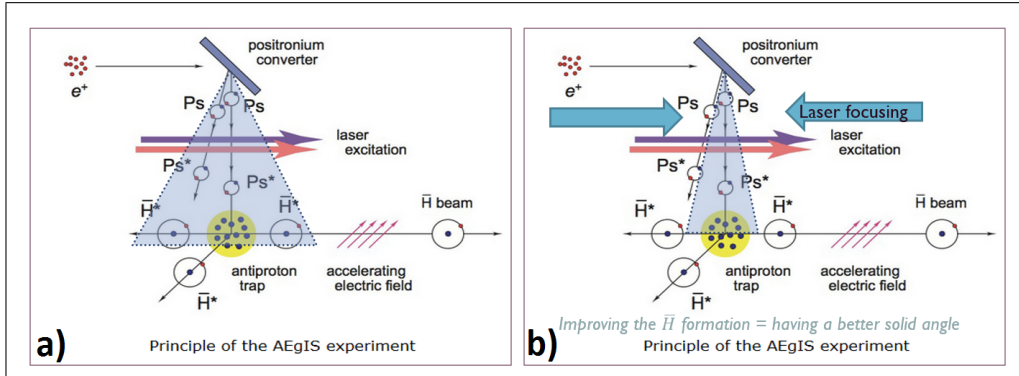 positronium
converter
e⁺
Ps
Ps
laser
excitation
Ps*
Ps*
H̅*
H̅*
H̅ beam
antiproton
trap
accelerating
electric field
H̅*
a)
Principle of the AEgIS experiment
positronium
converter
e⁺
Ps
Ps
Laser focusing
laser
excitation
Ps*
Ps*
H̅*
H̅*
H̅ beam
antiproton
trap
accelerating
electric field
H̅*
Improving the H̅ formation = having a better solid angle
b)
Principle of the AEgIS experiment